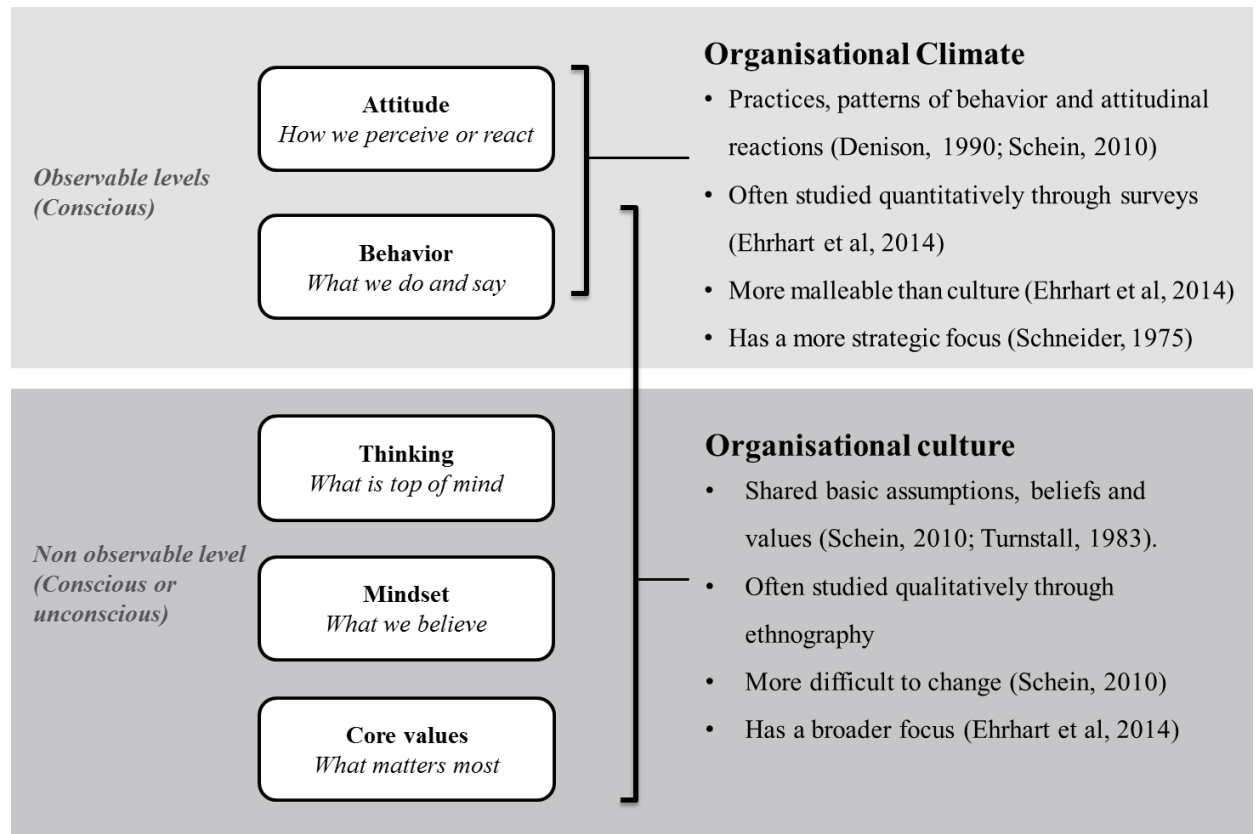 Observable levels
(Conscious)
Attitude
How we perceive or react
Behavior
What we do and say
Organisational Climate
• Practices, patterns of behavior and attitudinal
reactions (Denison, 1990; Schein, 2010)
• Often studied quantitatively through surveys
(Ehrhart et al, 2014)
• More malleable than culture (Ehrhart et al, 2014)
• Has a more strategic focus (Schneider, 1975)
Non observable level
(Conscious or
unconscious)
Thinking
What is top of mind
Mindset
What we believe
Core values
What matters most
Organisational culture
• Shared basic assumptions, beliefs and
values (Schein, 2010; Turnstall, 1983).
• Often studied qualitatively through
ethnography
• More difficult to change (Schein, 2010)
• Has a broader focus (Ehrhart et al, 2014)